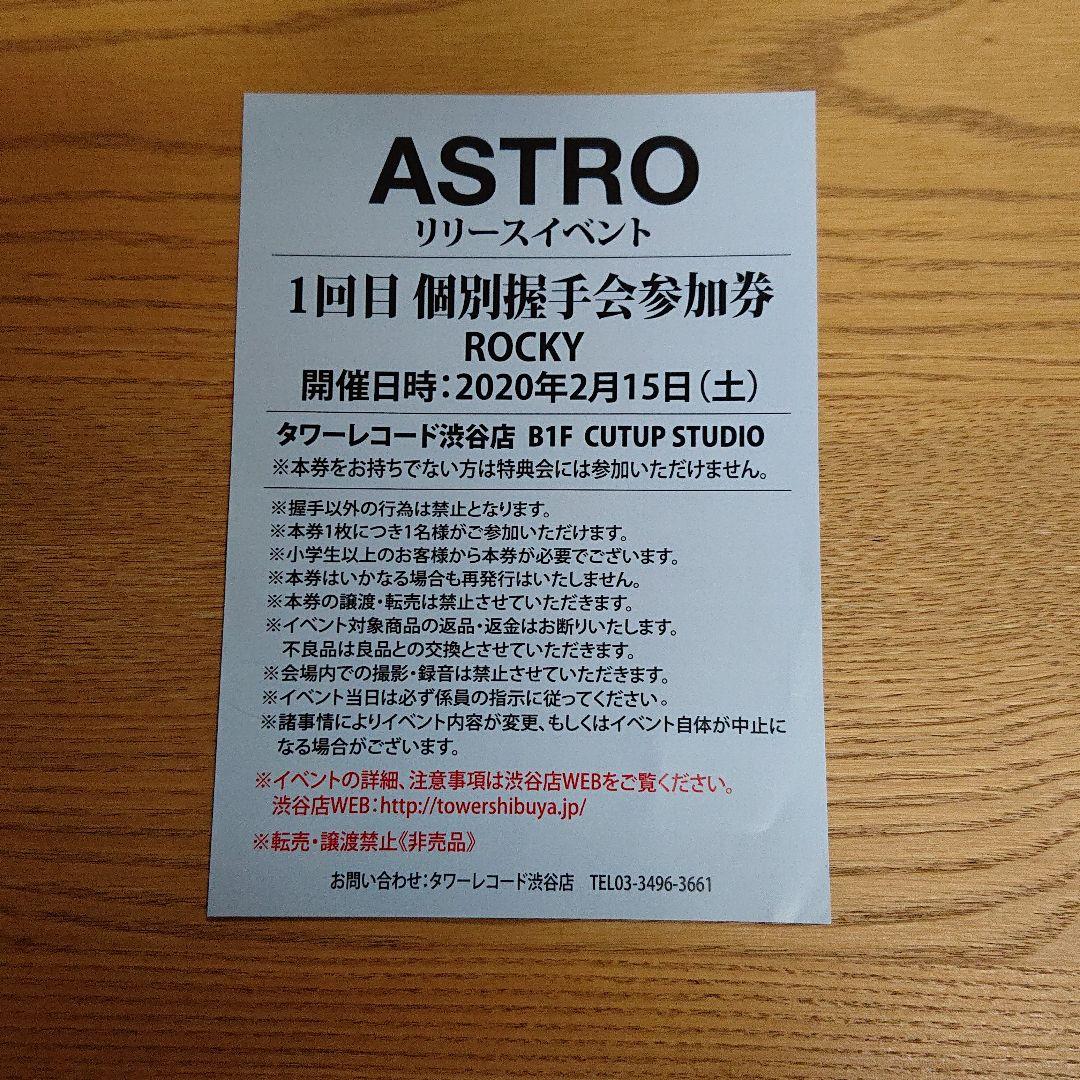 ASTRO
リリースイベント
1回目 個別握手会参加券
ROCKY
開催日時：2020年2月15日（土）
タワーレコード渋谷店 B1F CUTUP STUDIO
※本券をお持ちでない方は特典会には参加いただけません。
※握手以外の行為は禁止となります。
※本券1枚につき1名様がご参加いただけます。
※小学生以上のお客様から本券が必要でございます。
※本券はいかなる場合も再発行はいたしません。
※本券の譲渡・転売は禁止させていただきます。
※イベント対象商品の返品・返金はお断りいたします。
不良品は良品との交換とさせていただきます。
※会場内での撮影・録音は禁止させていただきます。
※イベント当日は必ず係員の指示に従ってください。
※諸事情によりイベント内容が変更、もしくはイベント自体が中止に
なる場合がございます。
※イベントの詳細、注意事項は渋谷店WEBをご覧ください。
渋谷店WEB：http://towershibuya.jp/
※転売・譲渡禁止《非売品》
お問い合わせ：タワーレコード渋谷店 TEL03-3496-3661